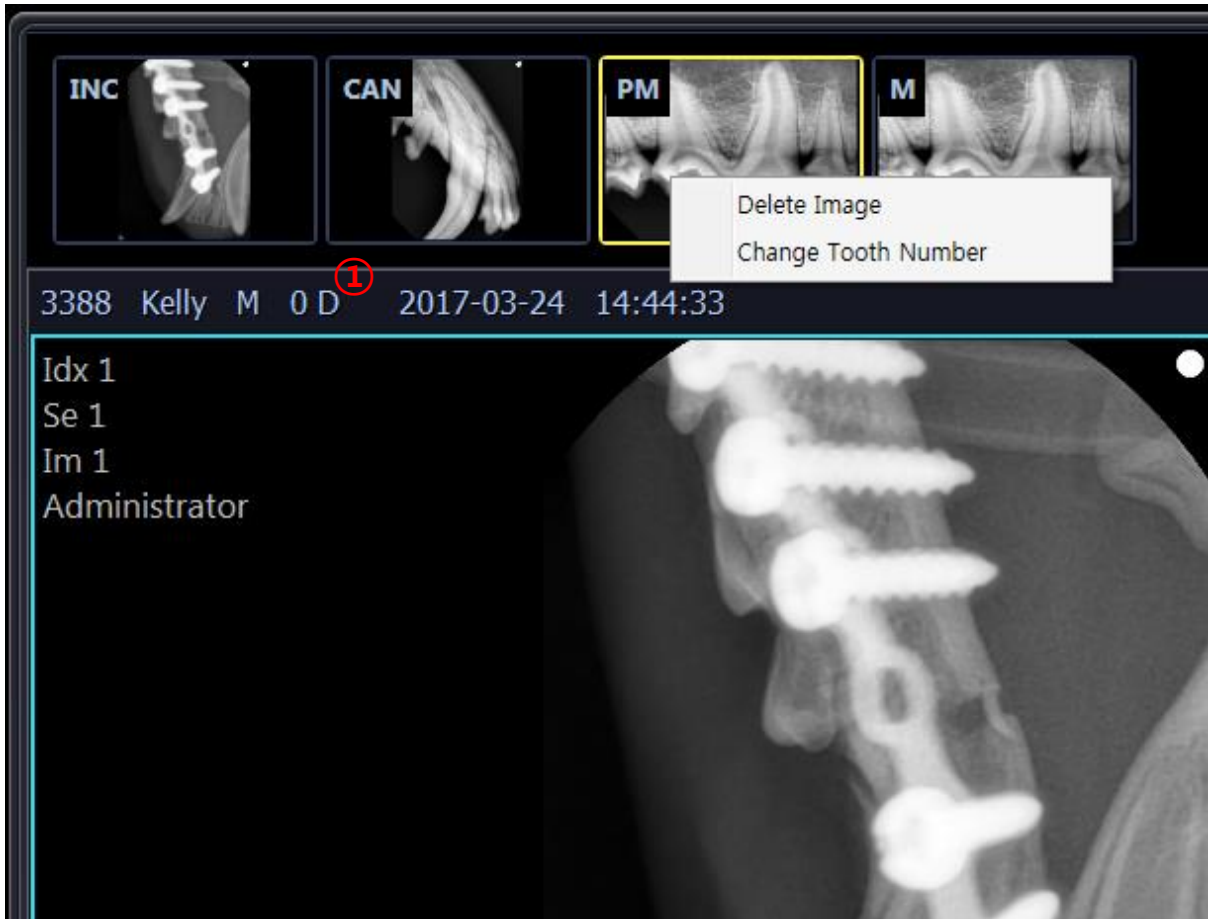 INC CAN PM M
Delete Image
Change Tooth Number
①
3388 Kelly M 0 D 2017-03-24 14:44:33
Idx 1
Se 1
Im 1
Administrator